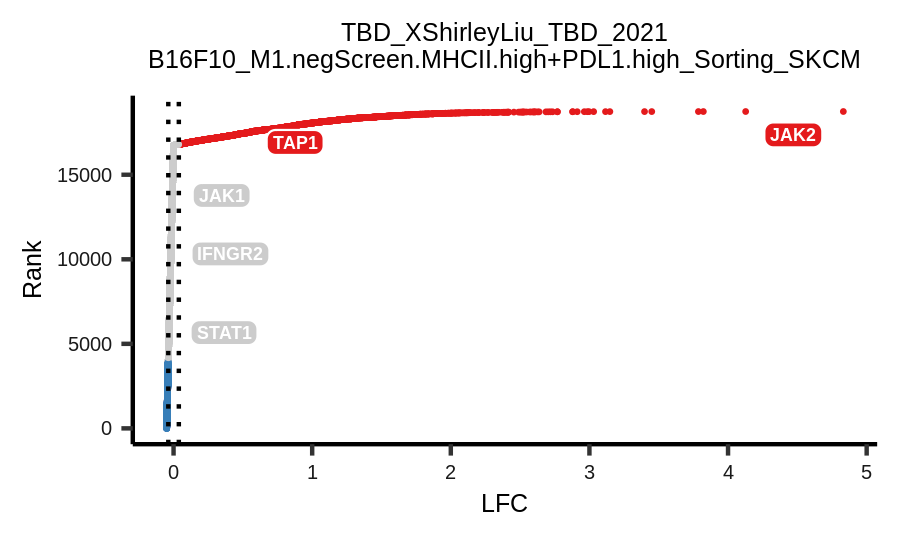 TBD_XShirleyLiu_TBD_2021
B16F10_M1.negScreen.MHCII.high+PDL1.high_Sorting_SKCM
TAP1
JAK2
JAK1
IFNGR2
STAT1
Rank
15000
10000
5000
0
0 1 2 3 4 5
LFC